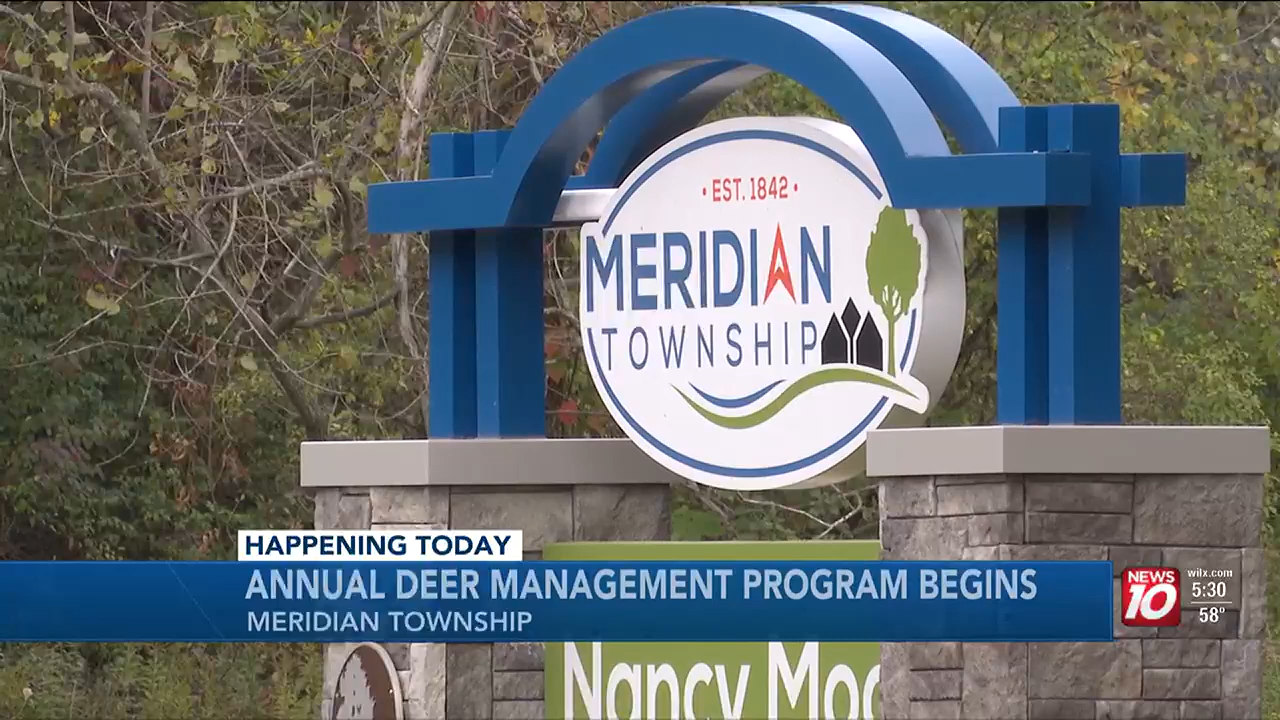 • EST. 1842 •
MERIDIAN
TOWNSHIP
HAPPENING TODAY
ANNUAL DEER MANAGEMENT PROGRAM BEGINS
MERIDIAN TOWNSHIP
NEWS
10
wilx.com
5:30
58°
Nancy